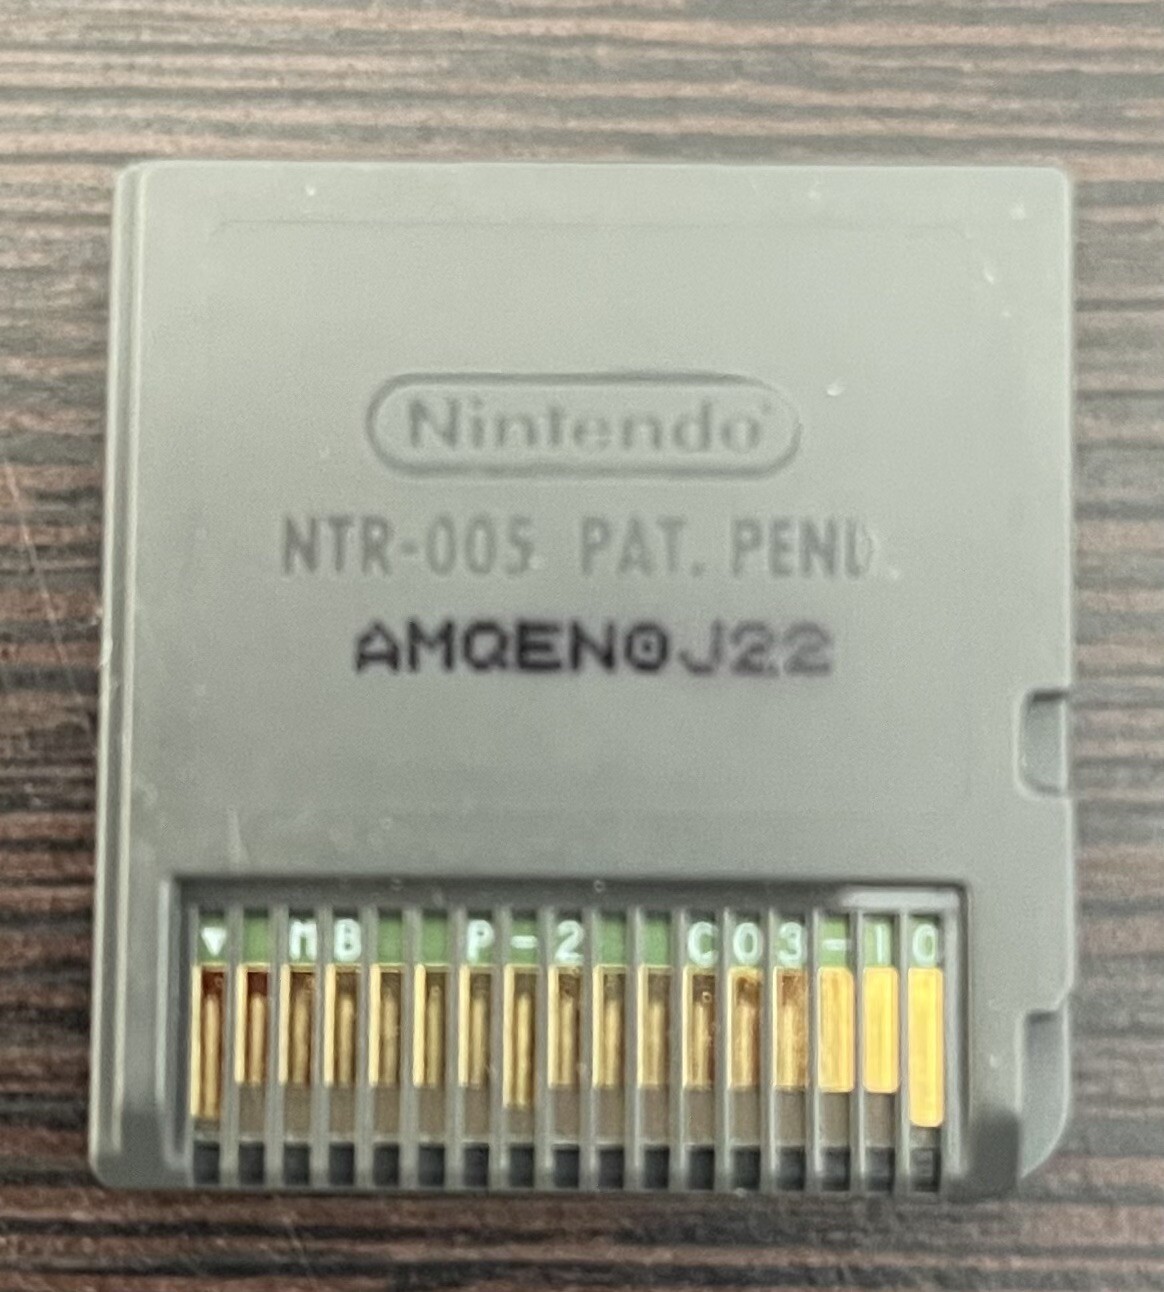 Nintendo®
NTR-005 PAT. PEND.
AMQEN0J22
▼ MB P-2 C03-10